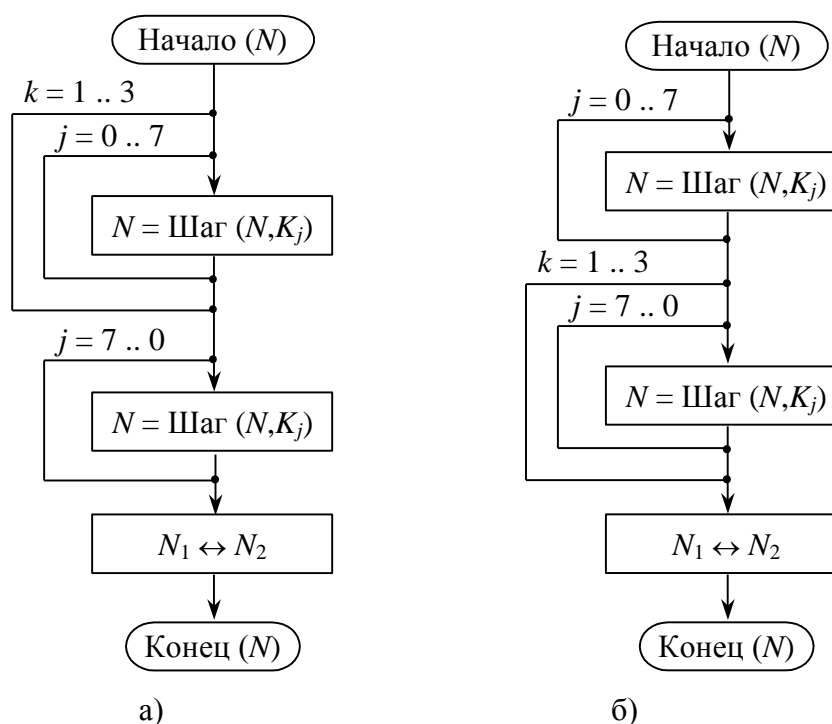 Начало (N)
k = 1 .. 3
j = 0 .. 7
N = Шаг (N,Kj)
j = 7 .. 0
N = Шаг (N,Kj)
N1 ↔ N2
Конец (N)
а)
Начало (N)
j = 0 .. 7
N = Шаг (N,Kj)
k = 1 .. 3
j = 7 .. 0
N = Шаг (N,Kj)
N1 ↔ N2
Конец (N)
б)